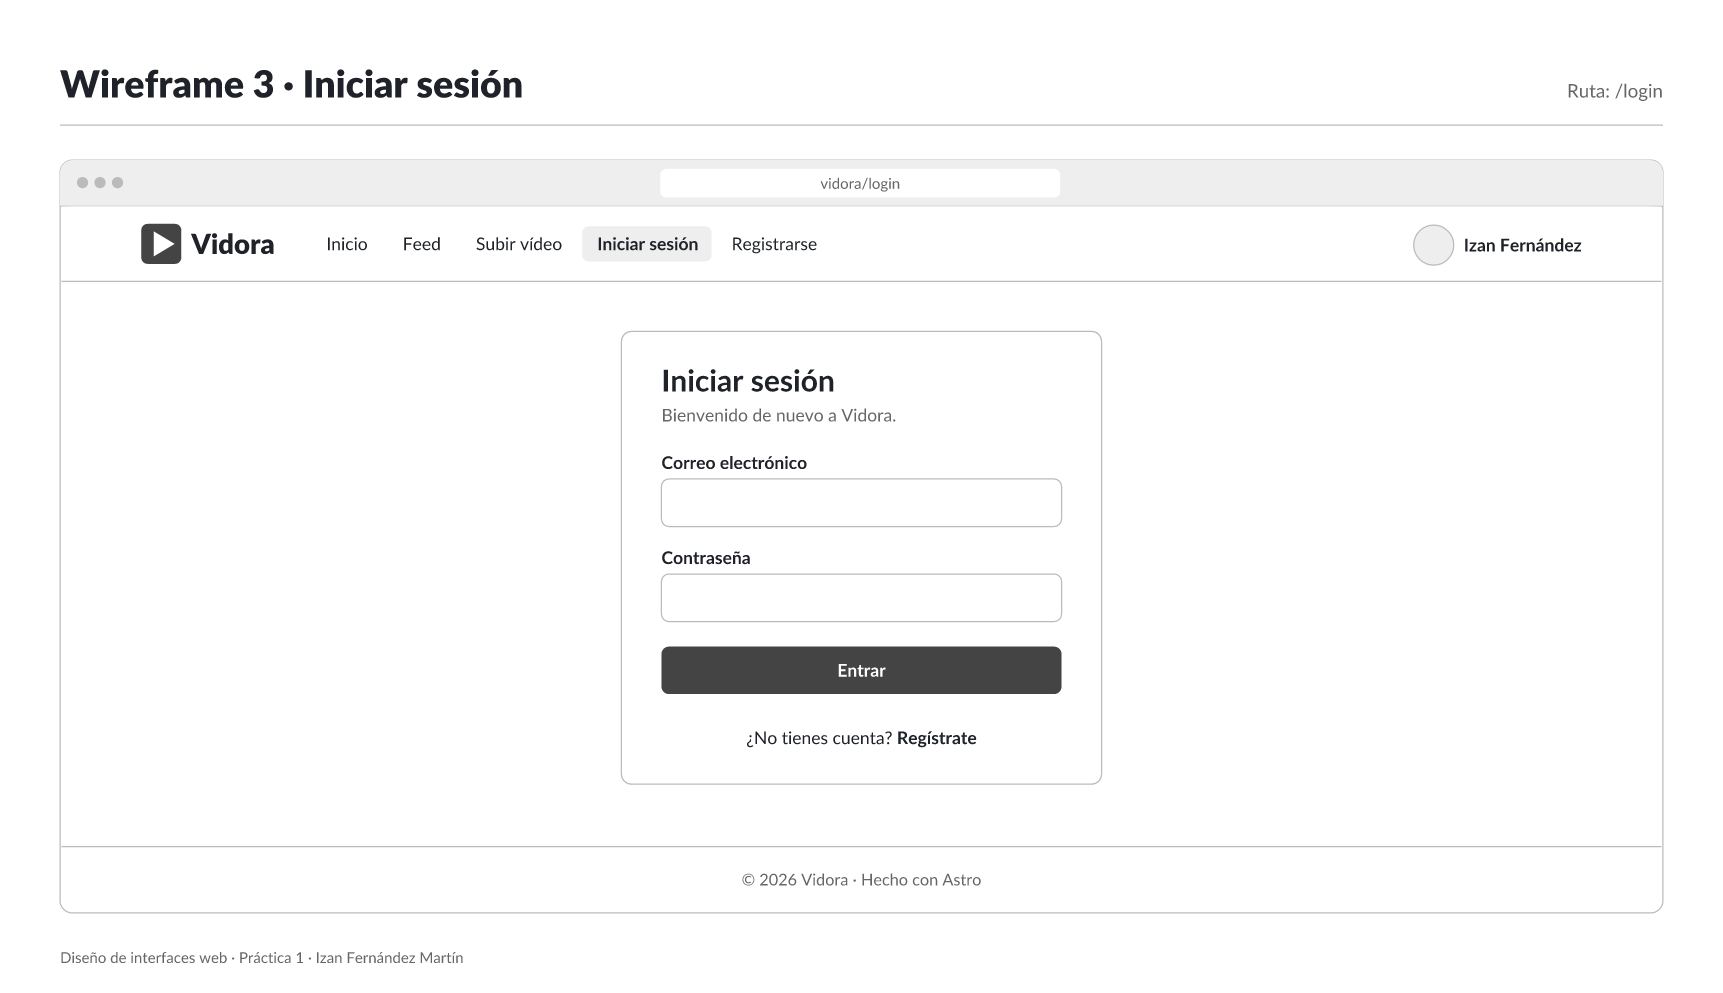 Wireframe 3 · Iniciar sesión
Ruta: /login
vidora/login
Vidora Inicio Feed Subir vídeo Iniciar sesión Registrarse Izan Fernández
Iniciar sesión
Bienvenido de nuevo a Vidora.
Correo electrónico
Contraseña
Entrar
¿No tienes cuenta? Regístrate
© 2026 Vidora · Hecho con Astro
Diseño de interfaces web · Práctica 1 · Izan Fernández Martín